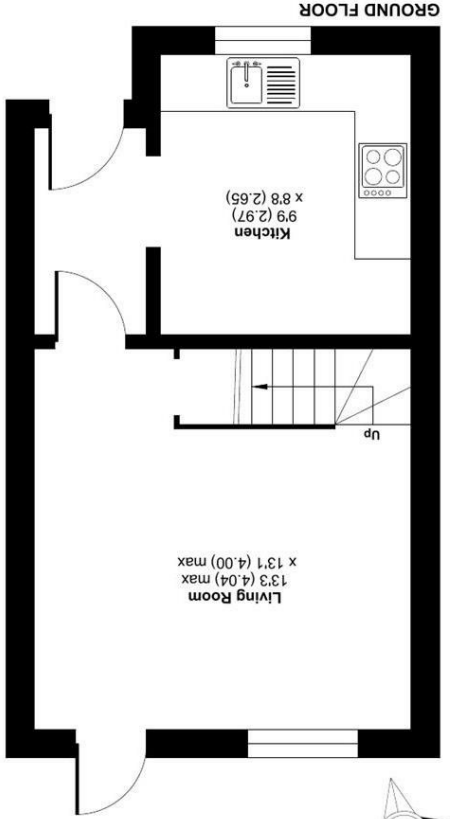 Living Room
13'3 (4.04) max
x 13'1 (4.00) max
Up
Kitchen
9'9 (2.97)
x 8'8 (2.65)
GROUND FLOOR